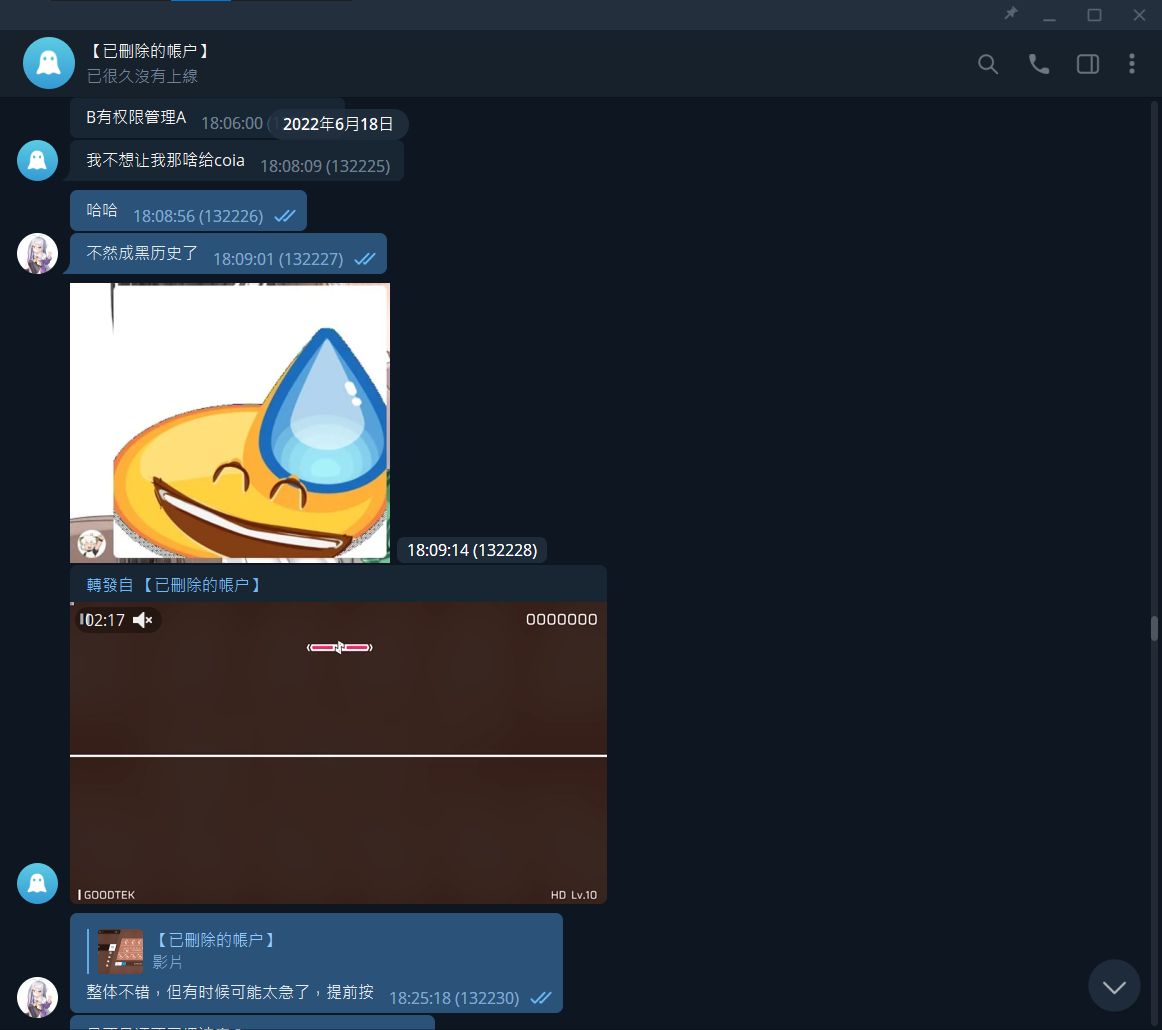 【已刪除的帳户】
已很久沒有上線
B有权限管理A 18:06:00
2022年6月18日
我不想让我那啥给coia 18:08:09 (132225)
哈哈 18:08:56 (132226)
不然成黑历史了 18:09:01 (132227)
18:09:14 (132228)
轉發自【已刪除的帳户】
02:17
0000000
GOODTEK
HD Lv.10
【已刪除的帳户】
影片
整体不错，但有时候可能太急了，提前按 18:25:18 (132230)